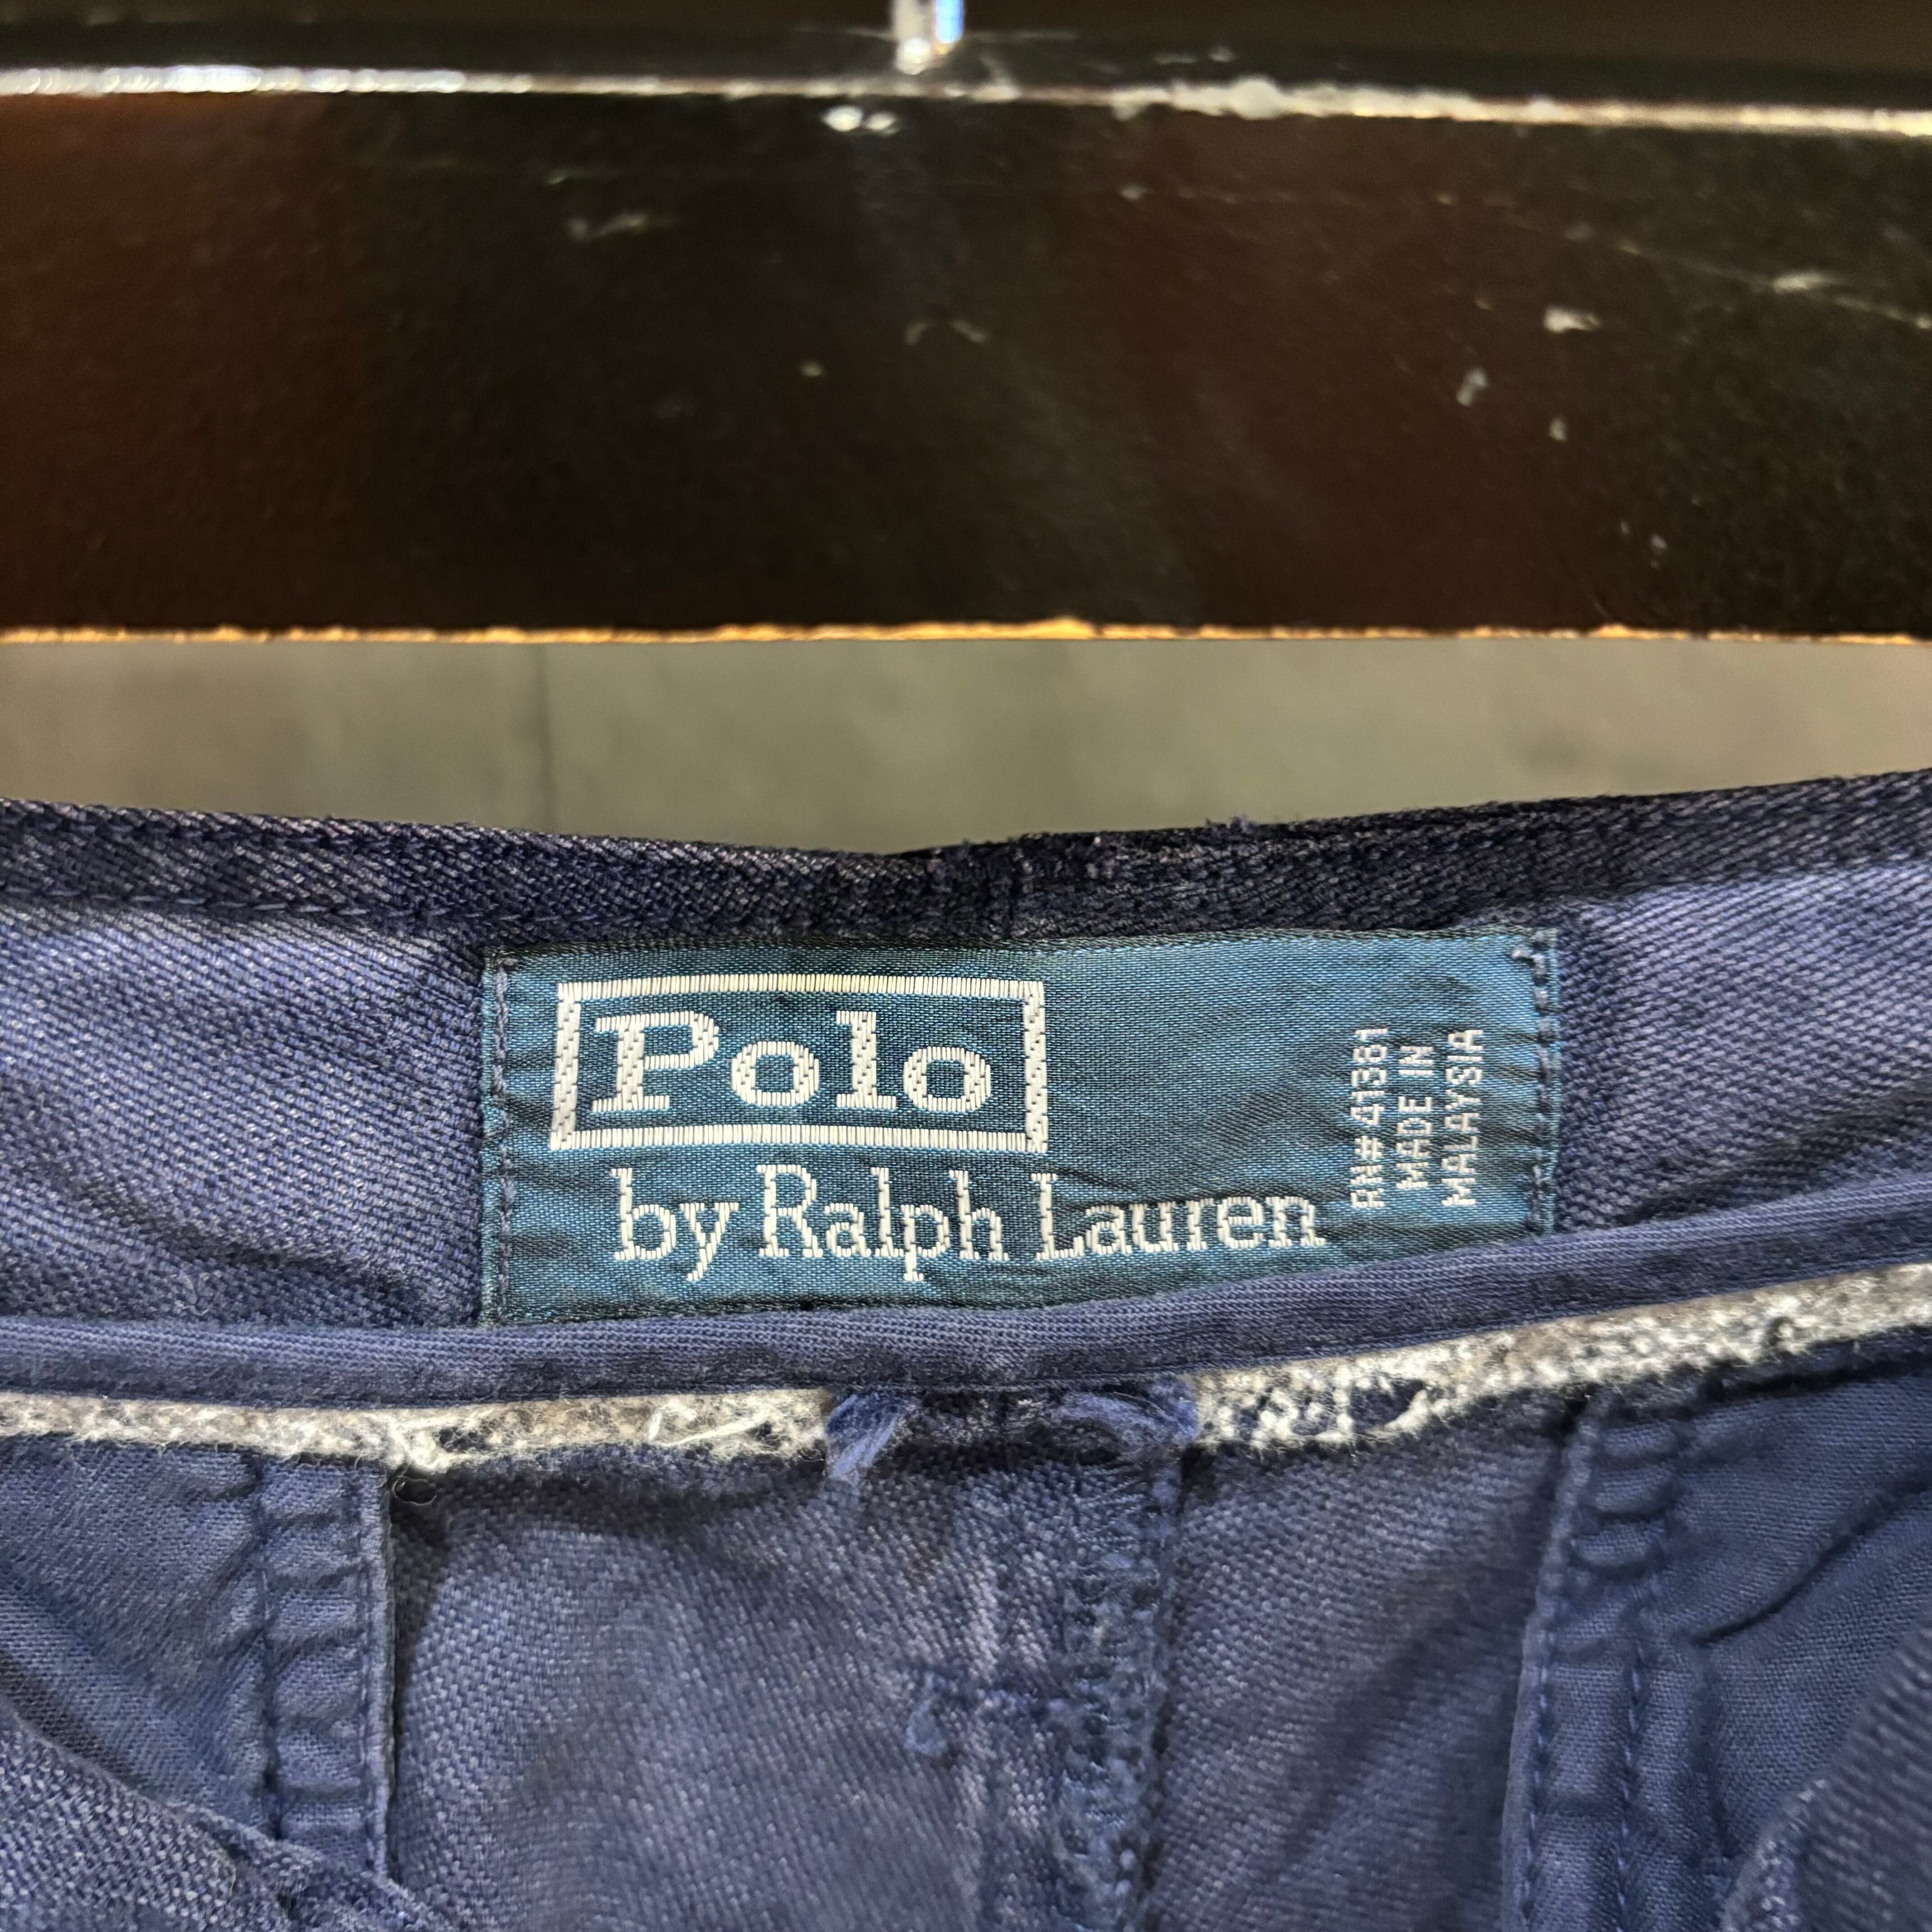 Polo
by Ralph Lauren
RN# 41381
MADE IN
MALAYSIA